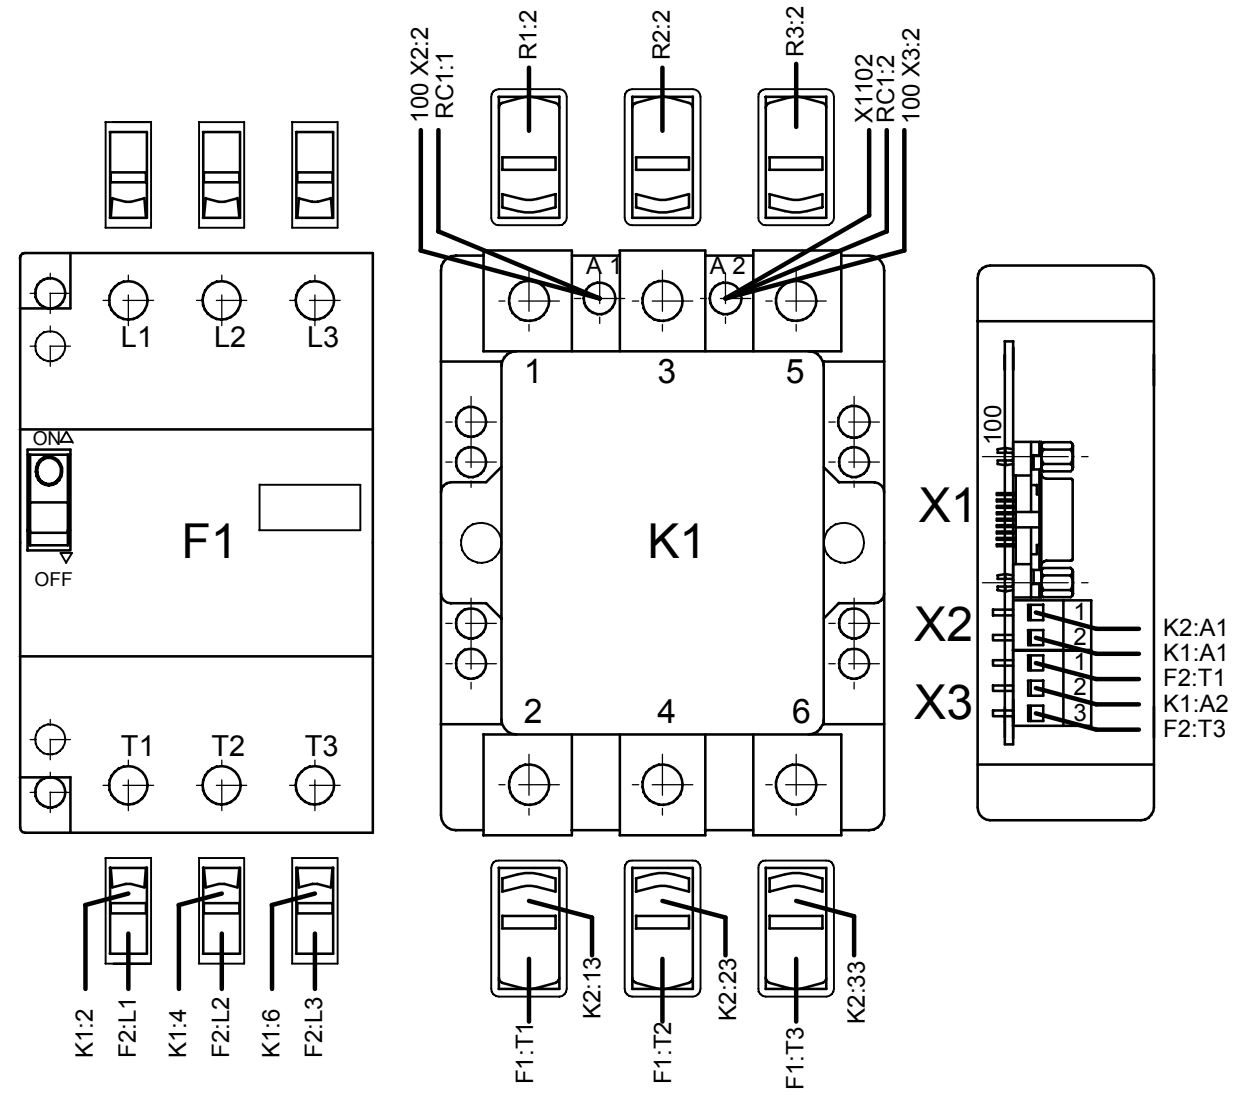 100 X2:2
RC1:1
R1:2
R2:2
R3:2
X1102
RC1:2
100 X3:2
L1
L2
L3
ON
OFF
F1
T1
T2
T3
K1:2
F2:L1
K1:4
F2:L2
K1:6
F2:L3
A 1
A 2
1
3
5
K1
2
4
6
F1:T1
K2:13
F1:T2
K2:23
F1:T3
K2:33
100
X1
X2
X3
1
2
1
2
3
K2:A1
K1:A1
F2:T1
K1:A2
F2:T3